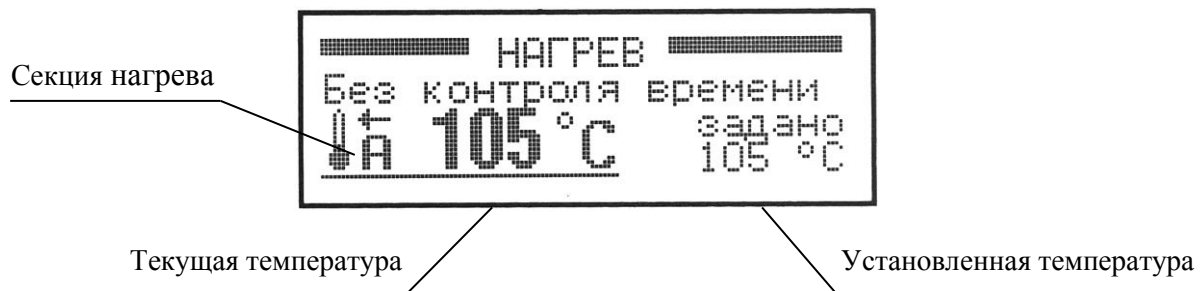 НАГРЕВ
Секция нагрева
Без контроля времени
задано
А 105 °C
105 °C
Текущая температура
Установленная температура